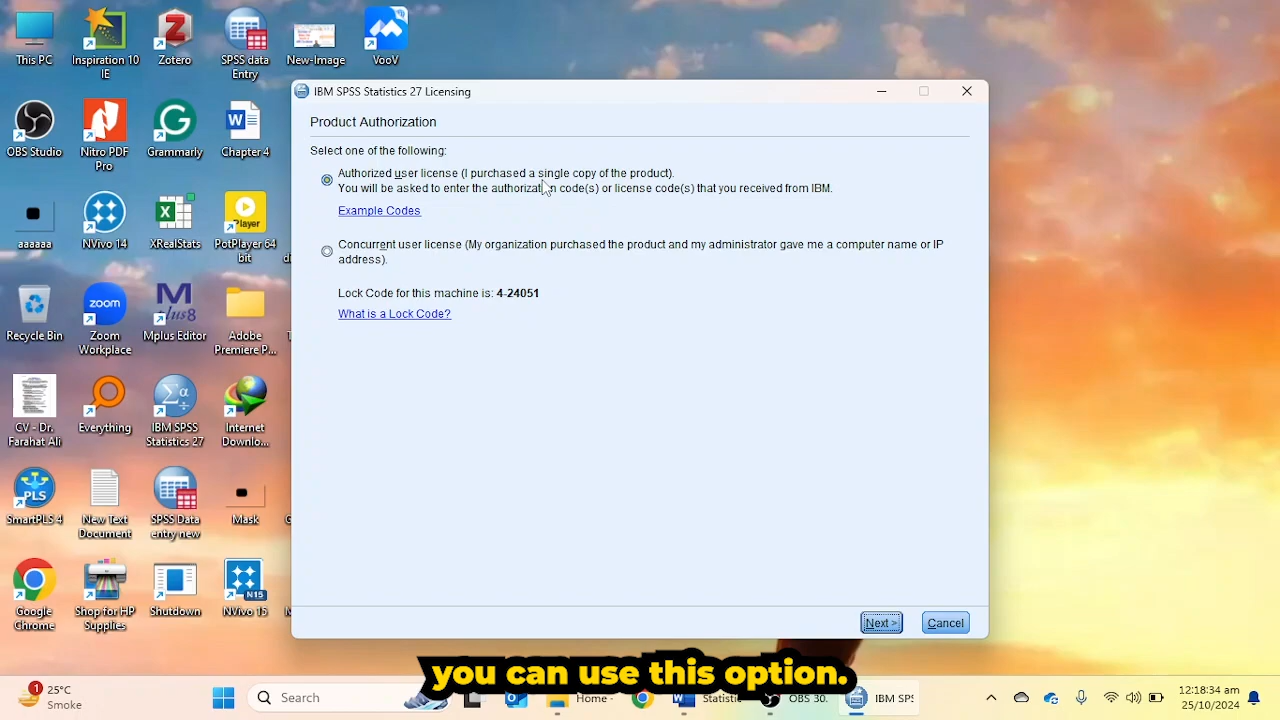 This PC
Inspiration 10
IE
Zotero
SPSS data
Entry
New-Image
VooV
OBS Studio
Nitro PDF
Pro
Grammarly
Chapter 4
aaaaaa
NVivo 14
XRealStats
Player
PotPlayer 64
bit
Recycle Bin
zoom
Zoom
Workplace
Mplus Editor
Adobe
Premiere P...
CV - Dr.
Farahat Ali
Everything
IBM SPSS
Statistics 27
Internet
Downlo...
PLS
SmartPLS 4
New Text
Document
SPSS Data
entry new
Mask
Google
Chrome
Shop for HP
Supplies
Shutdown
N15
NVivo 15
IBM SPSS Statistics 27 Licensing
Product Authorization
Select one of the following:
Authorized user license (I purchased a single copy of the product).
You will be asked to enter the authorization code(s) or license code(s) that you received from IBM.
Example Codes
Concurrent user license (My organization purchased the product and my administrator gave me a computer name or IP
address).
Lock Code for this machine is: 4-24051
What is a Lock Code?
Next >
Cancel
you can use this option.
1
25°C
Smoke
Search
Home -
Statistic
OBS 30.
IBM SPS
12:18:34 am
25/10/2024